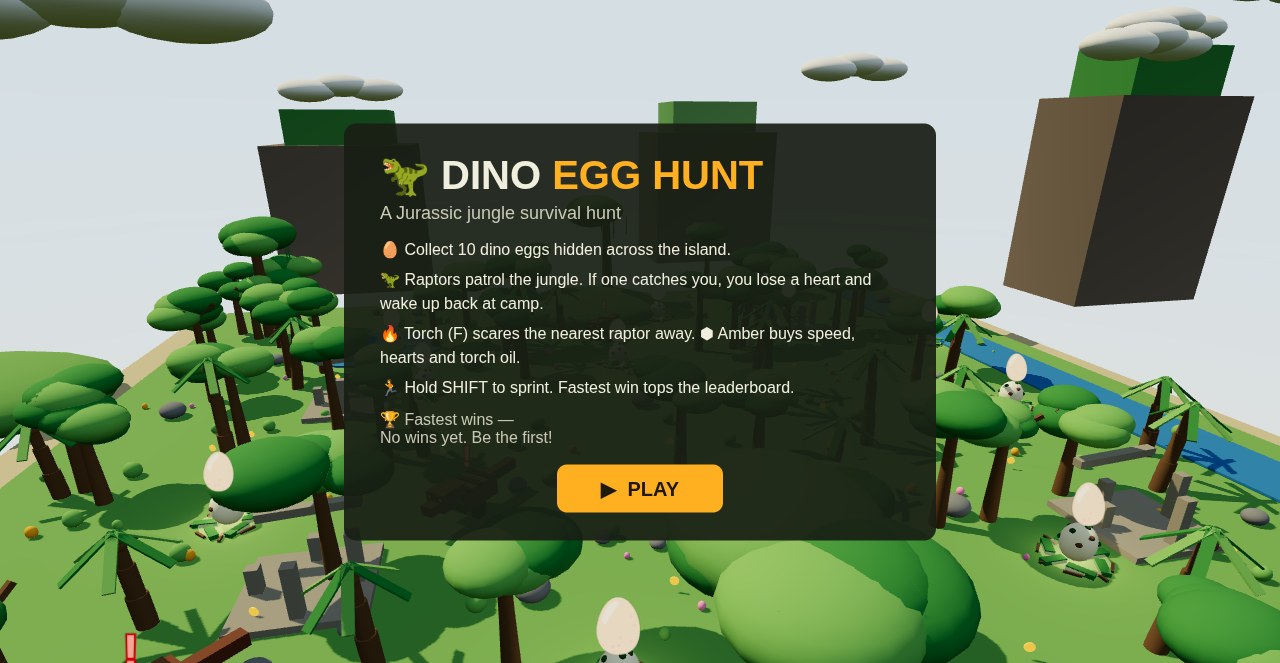 🦖 DINO EGG HUNT
A Jurassic jungle survival hunt
🥚 Collect 10 dino eggs hidden across the island.
🦖 Raptors patrol the jungle. If one catches you, you lose a heart and
wake up back at camp.
🔥 Torch (F) scares the nearest raptor away. ⬢ Amber buys speed,
hearts and torch oil.
🏃 Hold SHIFT to sprint. Fastest win tops the leaderboard.
🏆 Fastest wins —
No wins yet. Be the first!
▶ PLAY
!